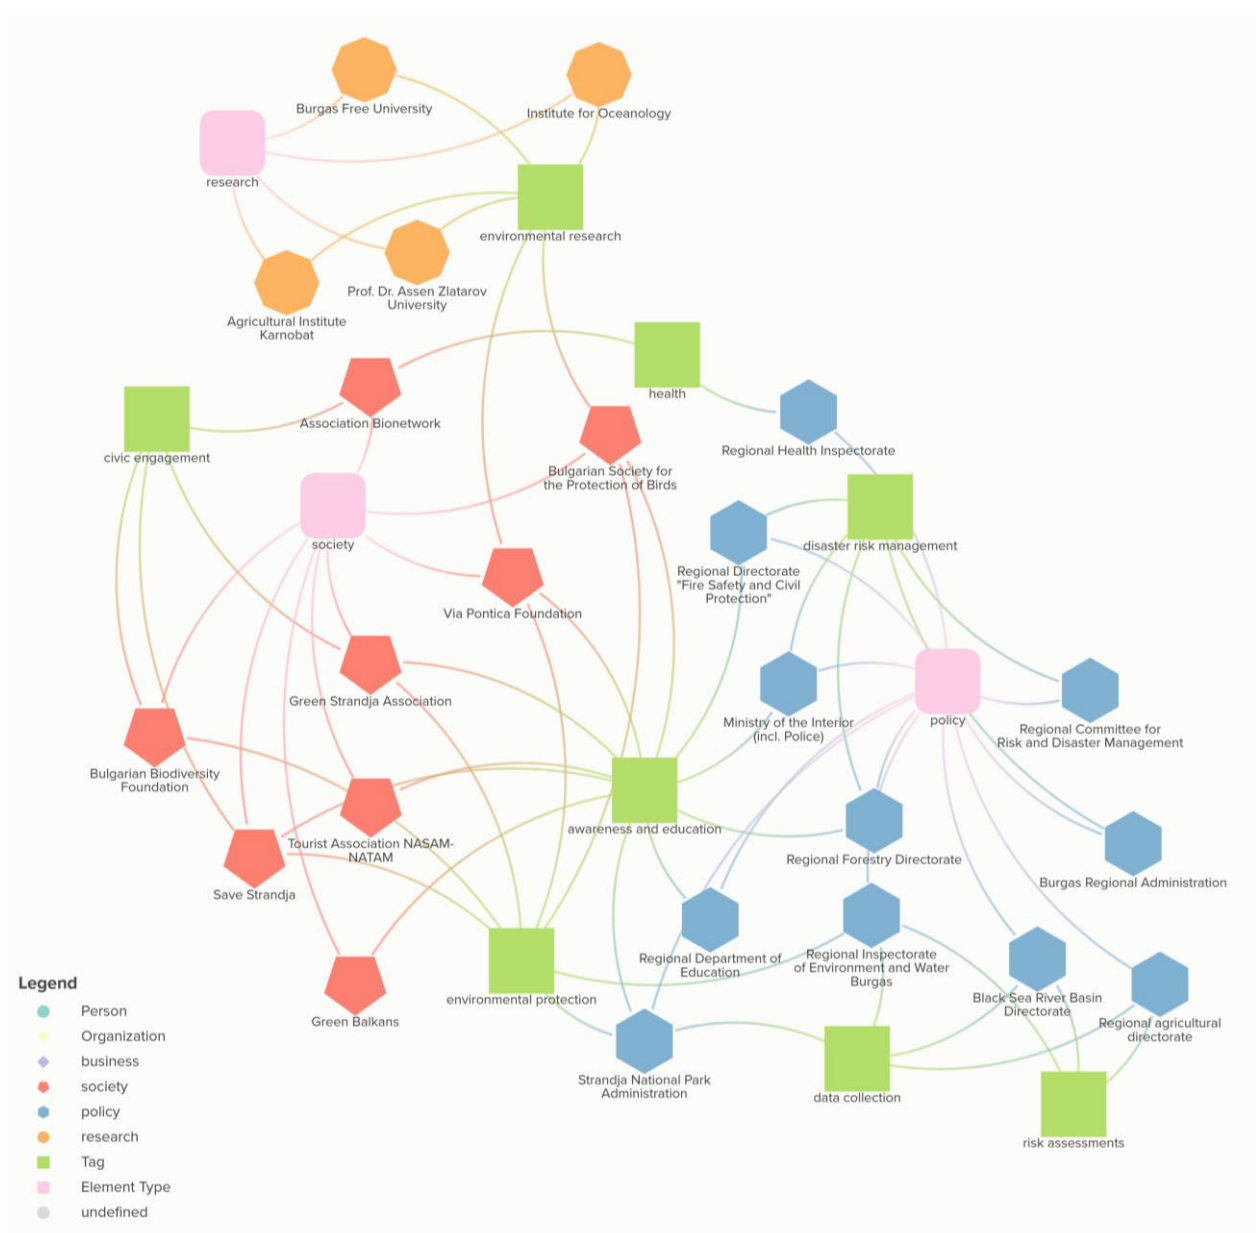 Burgas Free University
Institute for Oceanology
research
environmental research
Prof. Dr. Assen Zlatarov
University
Agricultural Institute
Karnobat
health
Association Bionetwork
Regional Health Inspectorate
civic engagement
Bulgarian Society for
the Protection of Birds
society
disaster risk management
Regional Directorate
"Fire Safety and Civil
Protection"
Via Pontica Foundation
Green Strandja Association
Ministry of the Interior
(incl. Police)
policy
Regional Committee for
Risk and Disaster Management
Bulgarian Biodiversity
Foundation
awareness and education
Tourist Association NASAM-
NATAM
Regional Forestry Directorate
Save Strandja
Burgas Regional Administration
Regional Department of
Education
Regional Inspectorate
of Environment and Water
Burgas
environmental protection
Black Sea River Basin
Directorate
Green Balkans
Regional agricultural
directorate
Strandja National Park
Administration
data collection
risk assessments
Legend
Person
Organization
business
society
policy
research
Tag
Element Type
undefined